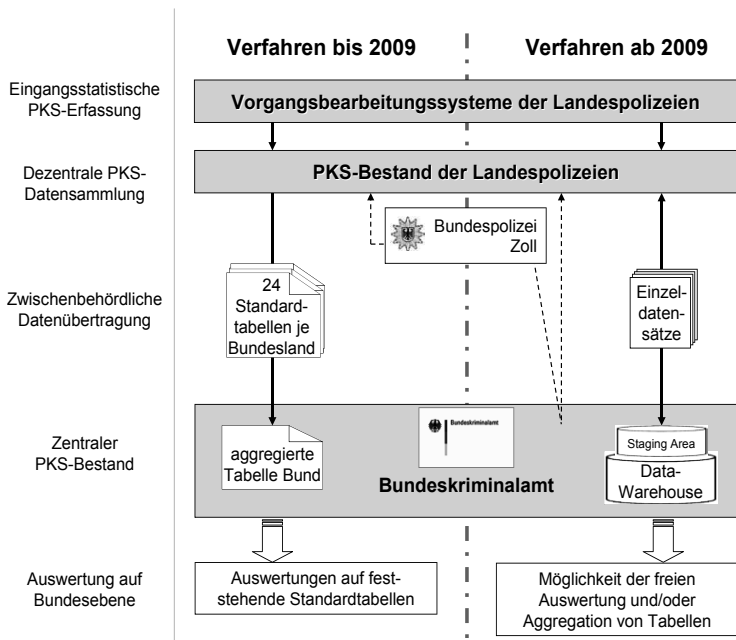 Verfahren bis 2009
Verfahren ab 2009
Eingangsstatistische
PKS-Erfassung
Vorgangsbearbeitungssysteme der Landespolizeien
Dezentrale PKS-
Datensammlung
PKS-Bestand der Landespolizeien
Bundespolizei
Zoll
Zwischenbehördliche
Datenübertragung
24
Standard-
tabellen je
Bundesland
Einzel-
daten-
sätze
Zentraler
PKS-Bestand
aggregierte
Tabelle Bund
Bundeskriminalamt
Bundeskriminalamt
Staging Area
Data-
Warehouse
Auswertung auf
Bundesebene
Auswertungen auf fest-
stehende Standardtabellen
Möglichkeit der freien
Auswertung und/oder
Aggregation von Tabellen